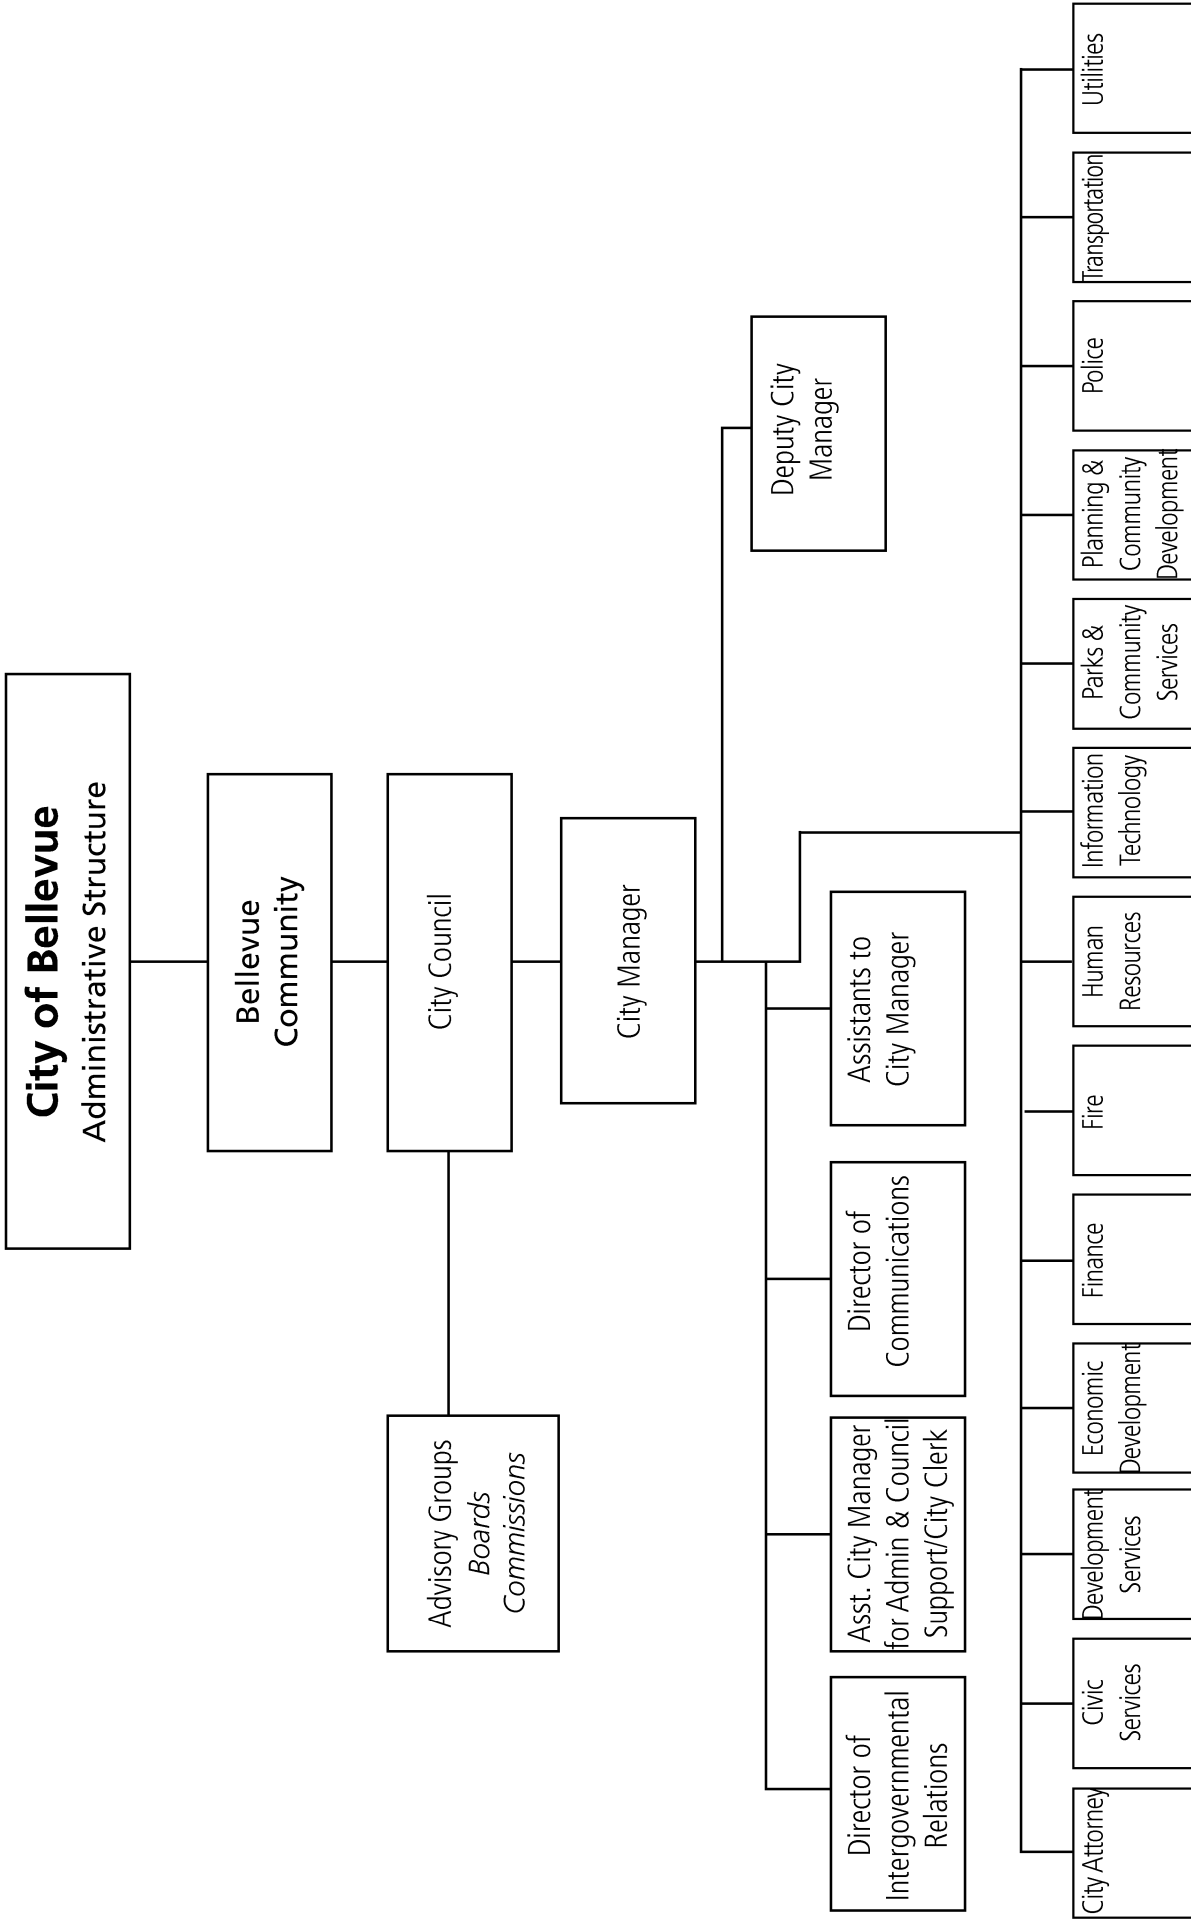 City of Bellevue
Administrative Structure
Bellevue
Community
City Council
Advisory Groups
Boards
Commissions
City Manager
Deputy City
Manager
Director of
Intergovernmental
Relations
Asst. City Manager
for Admin & Council
Support/City Clerk
Director of
Communications
Assistants to
City Manager
City Attorney
Civic
Services
Development
Services
Economic
Development
Finance
Fire
Human
Resources
Information
Technology
Parks &
Community
Services
Planning &
Community
Development
Police
Transportation
Utilities